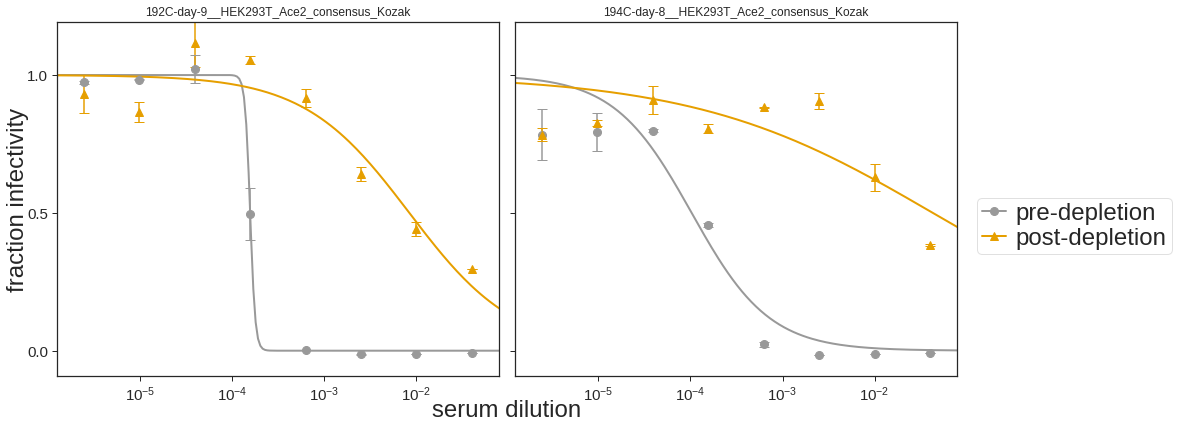 192C-day-9__HEK293T_Ace2_consensus_Kozak
194C-day-8__HEK293T_Ace2_consensus_Kozak
fraction infectivity
1.0
0.5
0.0
10⁻⁵
10⁻⁴
10⁻³
10⁻²
10⁻⁵
10⁻⁴
10⁻³
10⁻²
serum dilution
pre-depletion
post-depletion